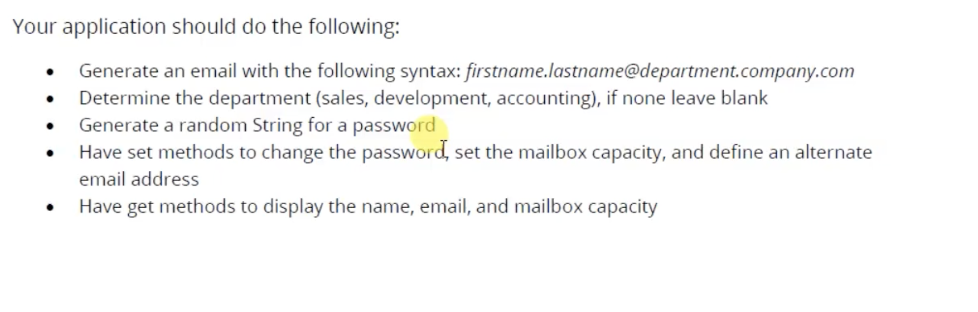 Your application should do the following:
• Generate an email with the following syntax: firstname.lastname@department.company.com
• Determine the department (sales, development, accounting), if none leave blank
• Generate a random String for a password
• Have set methods to change the password, set the mailbox capacity, and define an alternate
email address
• Have get methods to display the name, email, and mailbox capacity